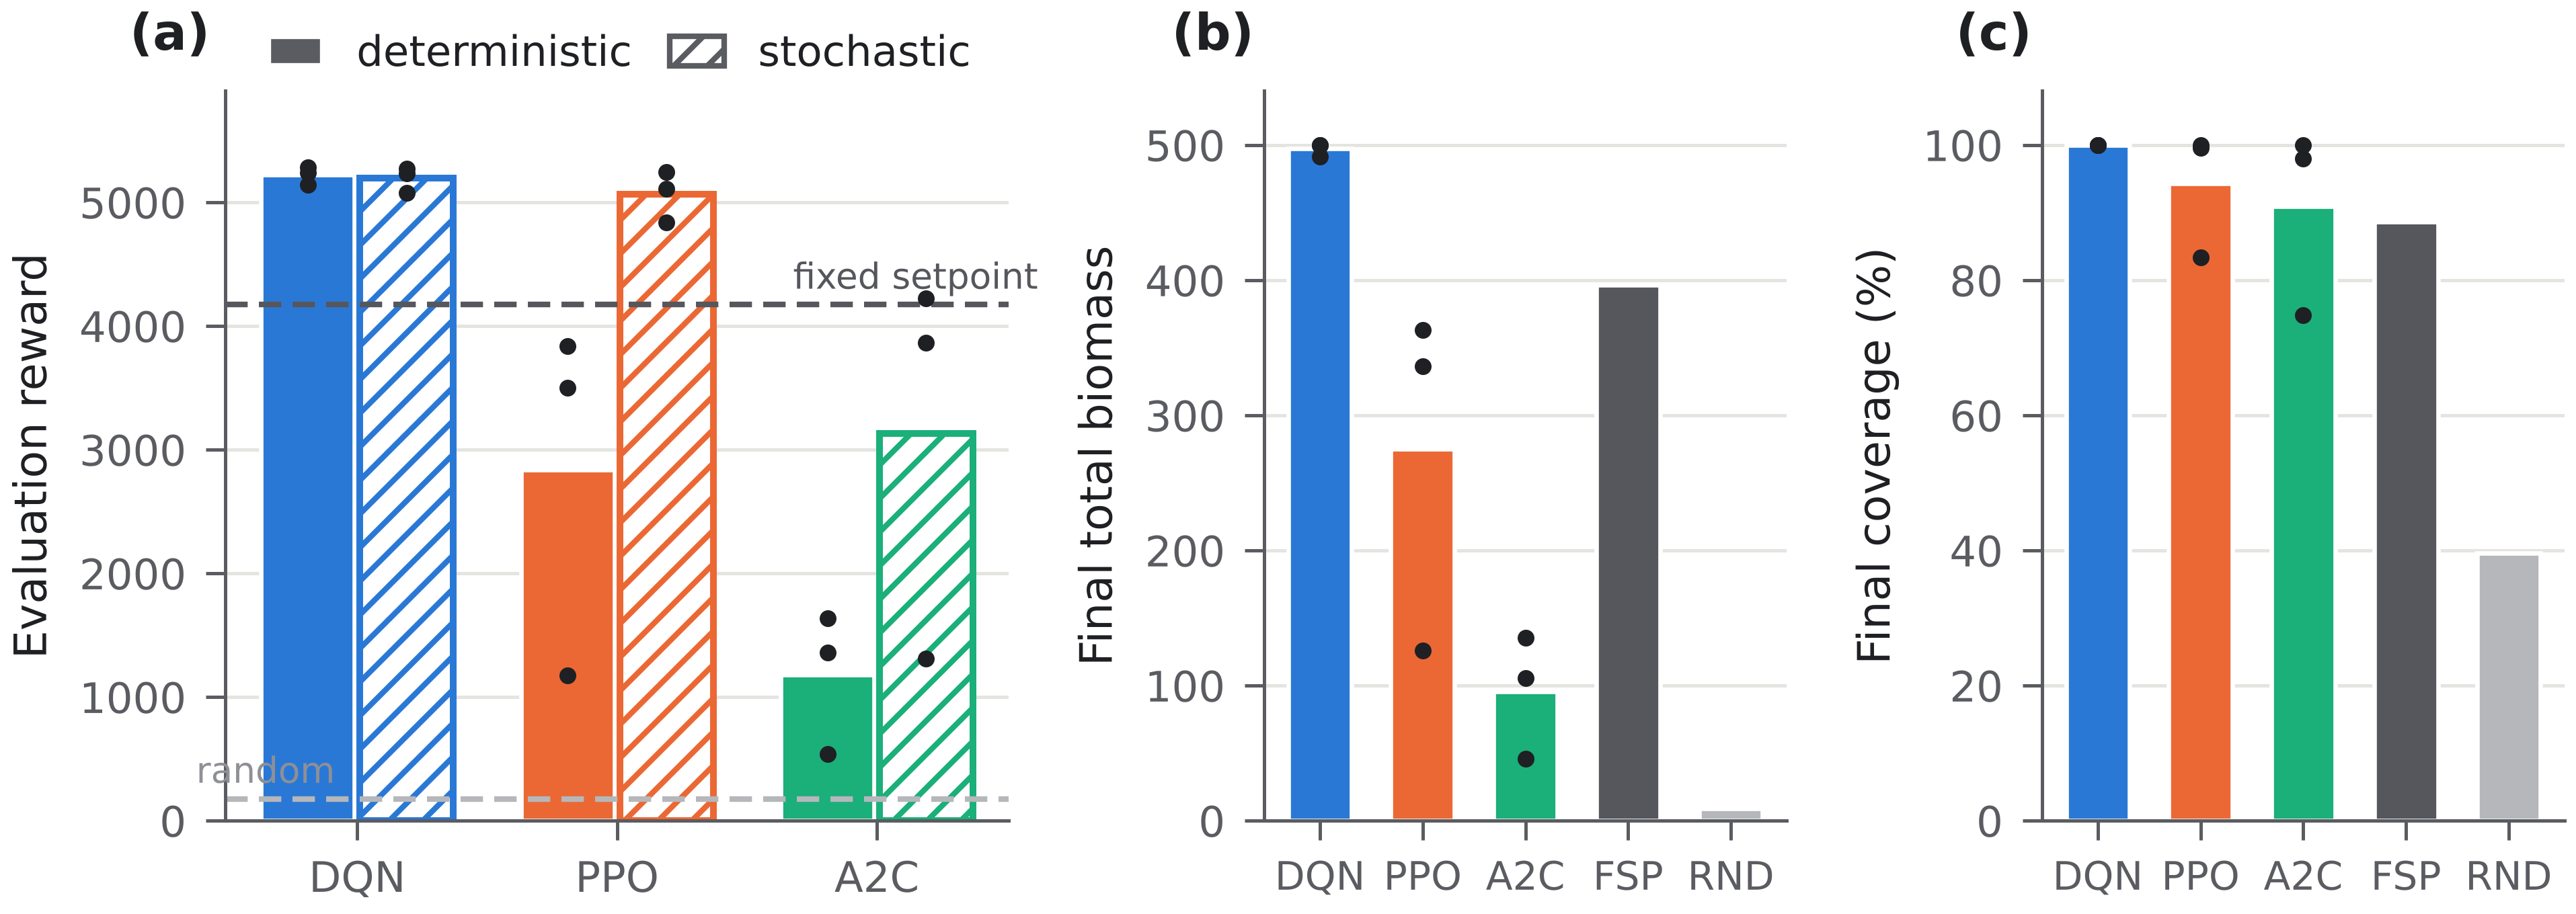 (a)
deterministic
stochastic
Evaluation reward
5000
4000
3000
2000
1000
0
fixed setpoint
random
DQN
PPO
A2C
(b)
Final total biomass
500
400
300
200
100
0
DQN
PPO
A2C
FSP
RND
(c)
Final coverage (%)
100
80
60
40
20
0
DQN
PPO
A2C
FSP
RND